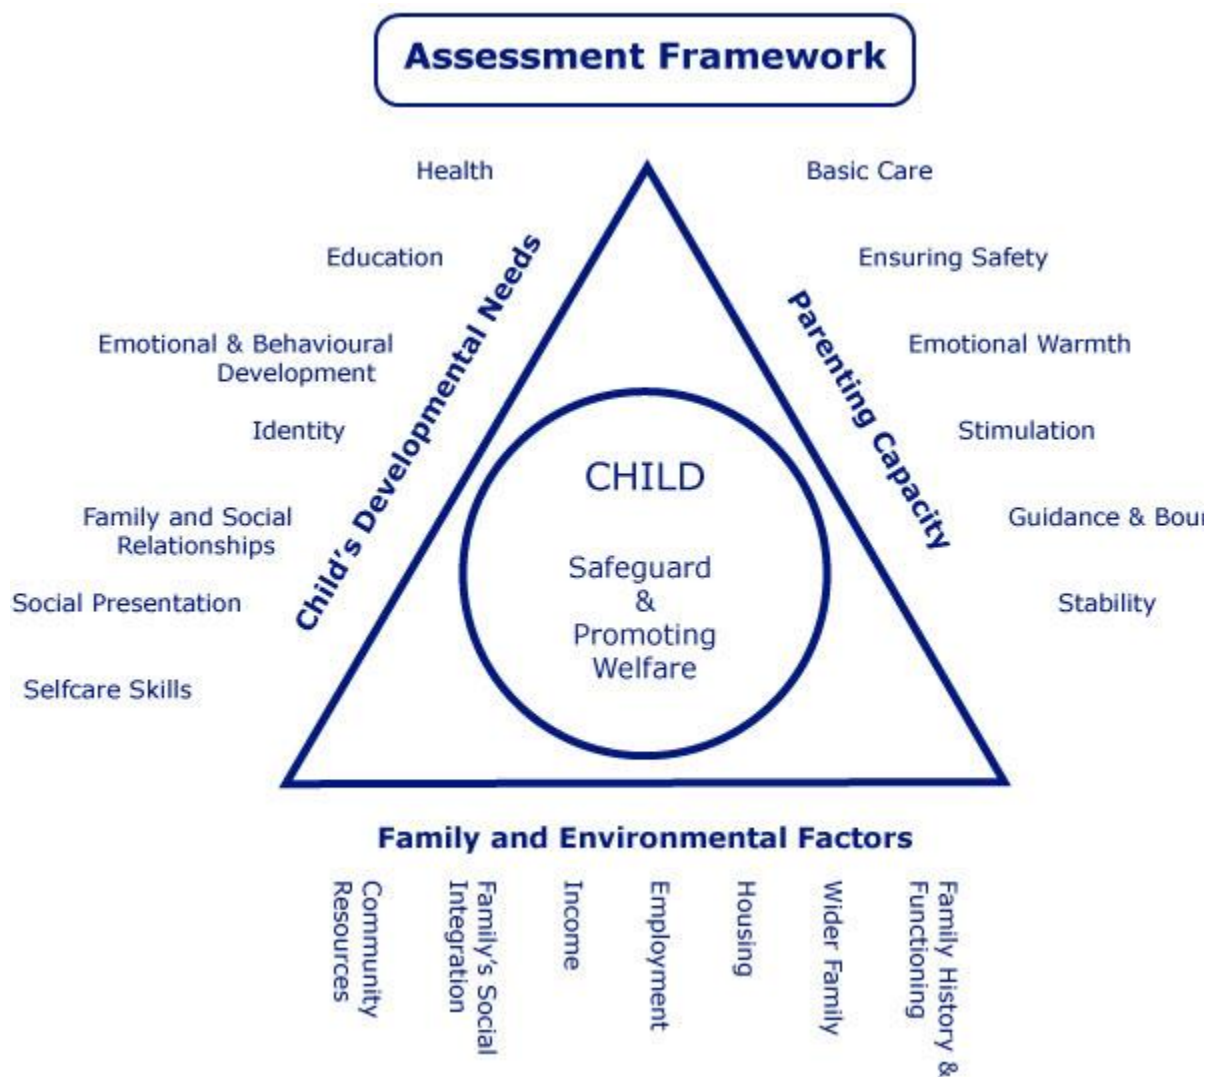 Assessment Framework
Health
Education
Emotional & Behavioural
Development
Identity
Family and Social
Relationships
Social Presentation
Selfcare Skills
Child's Developmental Needs
CHILD
Safeguard
&
Promoting
Welfare
Parenting Capacity
Basic Care
Ensuring Safety
Emotional Warmth
Stimulation
Guidance &
Stability
Family and Environmental Factors
Community
Resources
Family's Social
Integration
Income
Employment
Housing
Wider Family
Family History &
Functioning